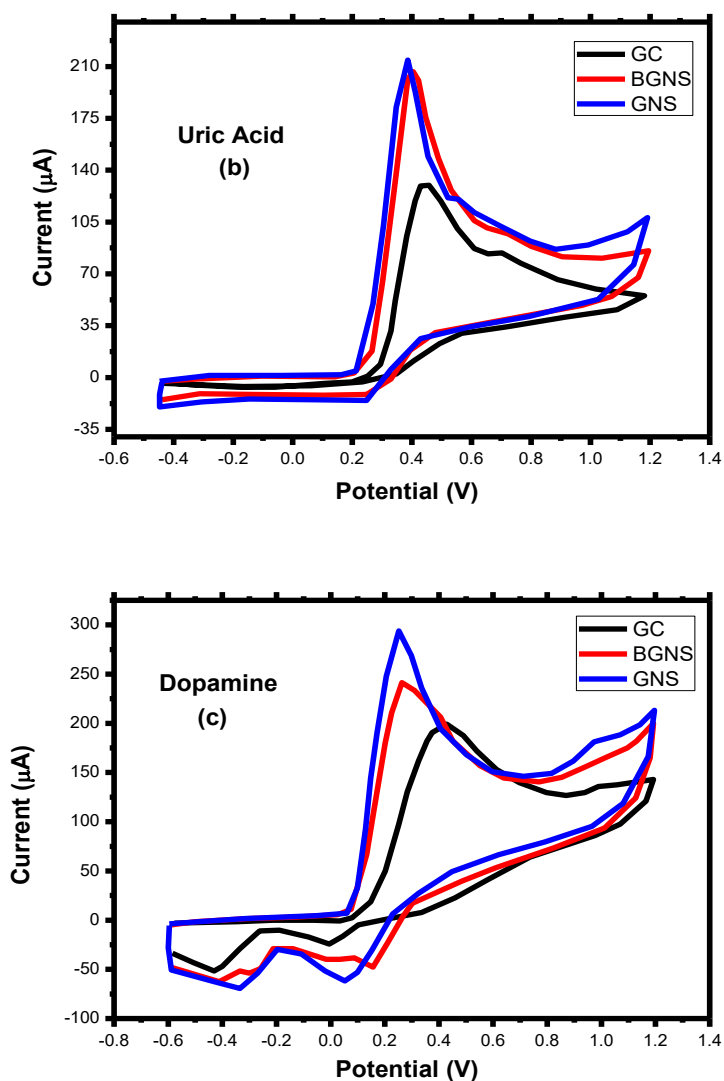 GC
BGNS
GNS
Uric Acid
(b)
Current (μA)
210
175
140
105
70
35
0
-35
-0.6 -0.4 -0.2 0.0 0.2 0.4 0.6 0.8 1.0 1.2 1.4
Potential (V)
GC
BGNS
GNS
Dopamine
(c)
Current (μA)
300
250
200
150
100
50
0
-50
-100
-0.8 -0.6 -0.4 -0.2 0.0 0.2 0.4 0.6 0.8 1.0 1.2 1.4
Potential (V)